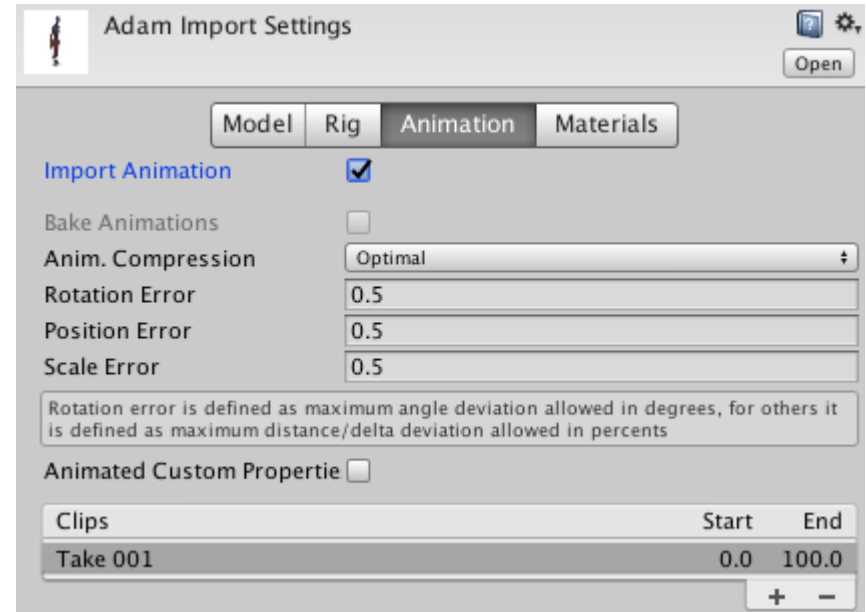 Adam Import Settings
Open
Model Rig Animation Materials
Import Animation
Bake Animations
Anim. Compression Optimal
Rotation Error 0.5
Position Error 0.5
Scale Error 0.5
Rotation error is defined as maximum angle deviation allowed in degrees, for others it
is defined as maximum distance/delta deviation allowed in percents
Animated Custom Propertie
Clips Start End
Take 001 0.0 100.0
+ −